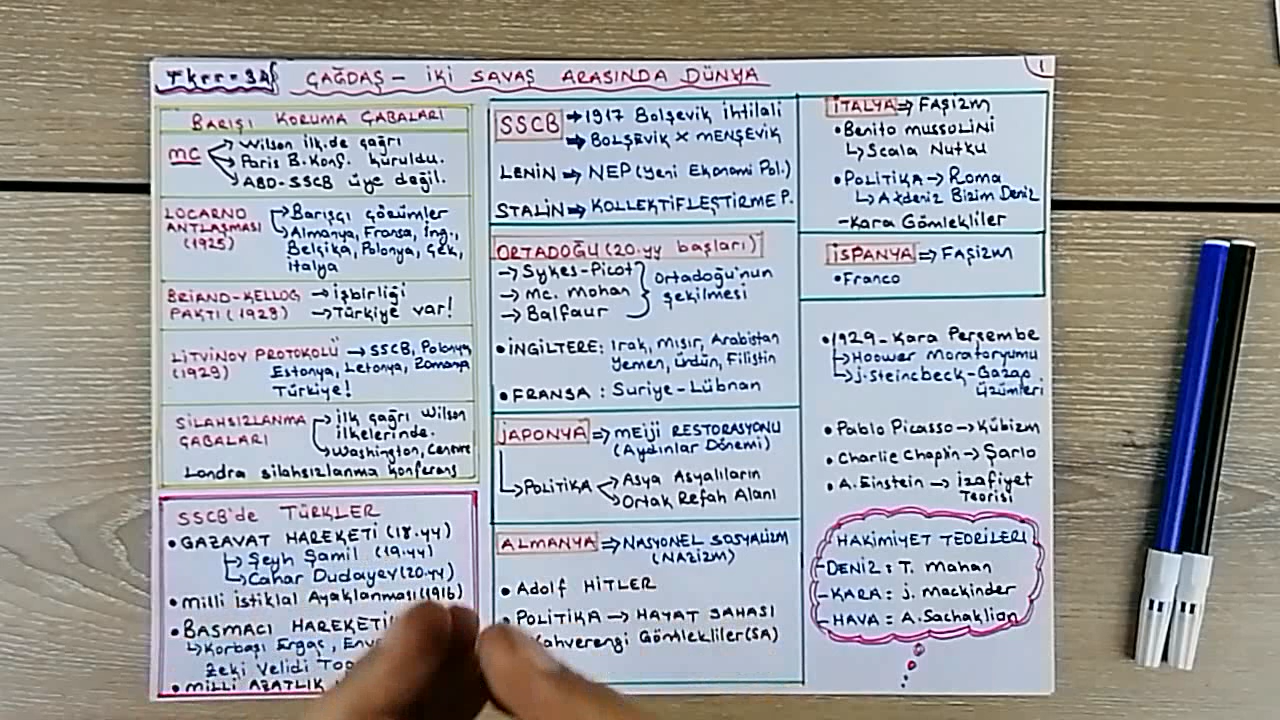 ÇAĞDAŞ - İKİ SAVAŞ ARASINDA DÜNYA
1
BARIŞI KORUMA ÇABALARI
MC → Wilson ilk.de çağrı
→ Paris B. Konf. kuruldu.
→ ABD-SSCB üye değil.
LOCARNO ANTLAŞMASI (1925)
→ Barışçı çözümler
→ Almanya, Fransa, İng.,
Belçika, Polonya, Çek,
İtalya
BRIAND-KELLOG PAKTI (1928)
→ işbirliği
→ Türkiye var!
LİTVİNOV PROTOKOLÜ (1929)
→ SSCB, Polonya,
Estonya, Letonya, Romanya
Türkiye!
SİLAHSIZLANMA ÇABALARI
→ İlk çağrı Wilson
ilkelerinde.
→ Washington, Cenevre
Londra silahsızlanma konferans
SSCB'de TÜRKLER
• GAZAVAT HAREKETİ (18.yy)
→ Şeyh Şamil (19.yy)
→ Cahar Dudayev (20.yy)
• Milli istiklal Ayaklanması (1916)
• BASMACI HAREKETİ
↳ Korbaşı Ergaş,
Zeki Velidi
• MİLLİ AZATLIK
SSCB → 1917 Bolşevik İhtilali
→ BOLŞEVİK X MENŞEVİK
LENİN ⇒ NEP (Yeni Ekonomi Pol.)
STALİN ⇒ KOLLEKTİFLEŞTİRME P.
ORTADOĞU (20.yy başları)
→ Sykes-Picot
→ Mc. Mohan
→ Balfaur
Ortadoğu'nun
şekilmesi
• İNGİLTERE: Irak, Mısır, Arabistan
Yemen, Ürdün, Filistin
• FRANSA : Suriye-Lübnan
JAPONYA ⇒ MEİJİ RESTORASYONU
(Aydınlar Dönemi)
→ POLİTİKA → Asya Asyalıların
→ Ortak Refah Alanı
ALMANYA ⇒ NASYONEL SOSYALİZM
(NAZİZM)
• Adolf HİTLER
• POLİTİKA → HAYAT SAHASI
Kahverengi Gömlekliler (SA)
İTALYA ⇒ FAŞİZM
• Benito MUSSOLİNİ
↳ Scala Nutku
• POLİTİKA → Roma
↳ Akdeniz Bizim Deniz
- Kara Gömlekliler
İSPANYA ⇒ FAŞİZM
• Franco
• 1929 - Kara Perşembe
→ Hoower Moratoryumu
→ J. Steincbeck - Gazap
Üzümleri
• Pablo Picasso → Kübizm
• Charlie Chaplin → Şarlo
• A. Einstein → İzafiyet
Teorisi
HAKİMİYET TEORİLERİ
- DENİZ : T. Mahan
- KARA : J. Mackinder
- HAVA : A. Sachaklian